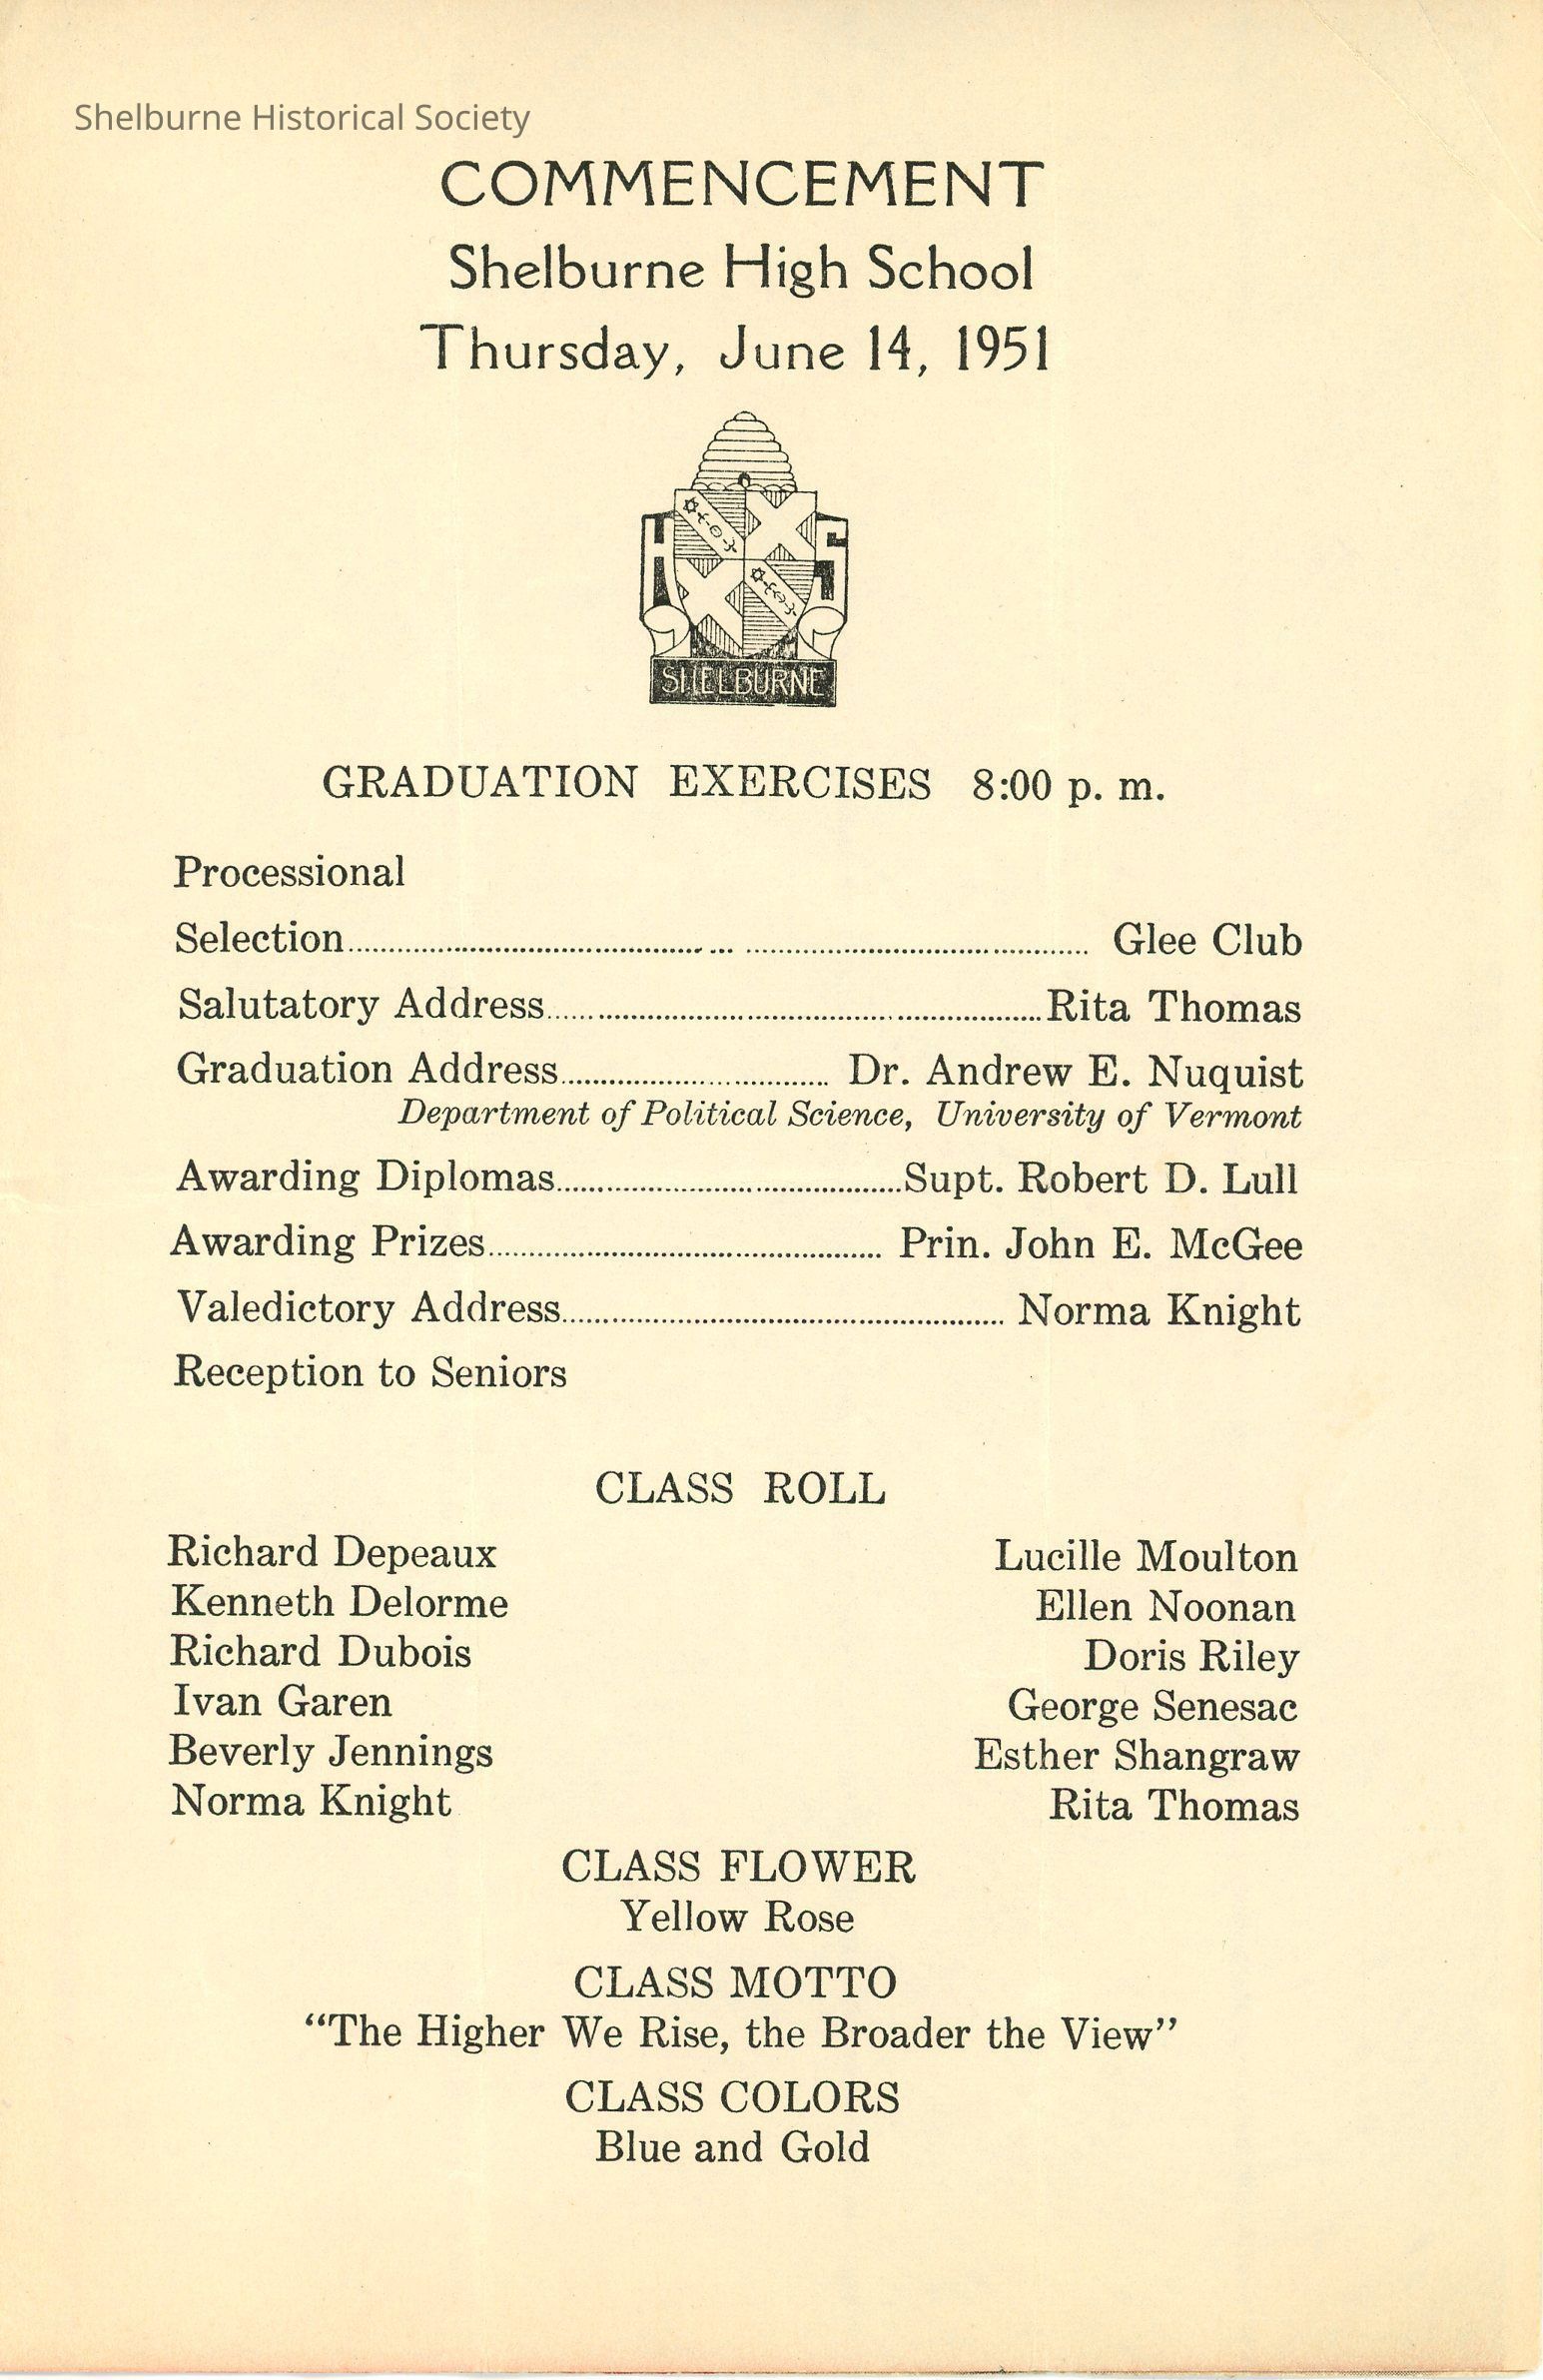 Shelburne Historical Society
COMMENCEMENT
Shelburne High School
Thursday, June 14, 1951
H S
SHELBURNE
GRADUATION EXERCISES 8:00 p. m.
Processional
Selection................................................................................ Glee Club
Salutatory Address............................................................Rita Thomas
Graduation Address................................ Dr. Andrew E. Nuquist
Department of Political Science, University of Vermont
Awarding Diplomas..........................................Supt. Robert D. Lull
Awarding Prizes................................................ Prin. John E. McGee
Valedictory Address..................................................... Norma Knight
Reception to Seniors
CLASS ROLL
Richard Depeaux Lucille Moulton
Kenneth Delorme Ellen Noonan
Richard Dubois Doris Riley
Ivan Garen George Senesac
Beverly Jennings Esther Shangraw
Norma Knight Rita Thomas
CLASS FLOWER
Yellow Rose
CLASS MOTTO
“The Higher We Rise, the Broader the View”
CLASS COLORS
Blue and Gold